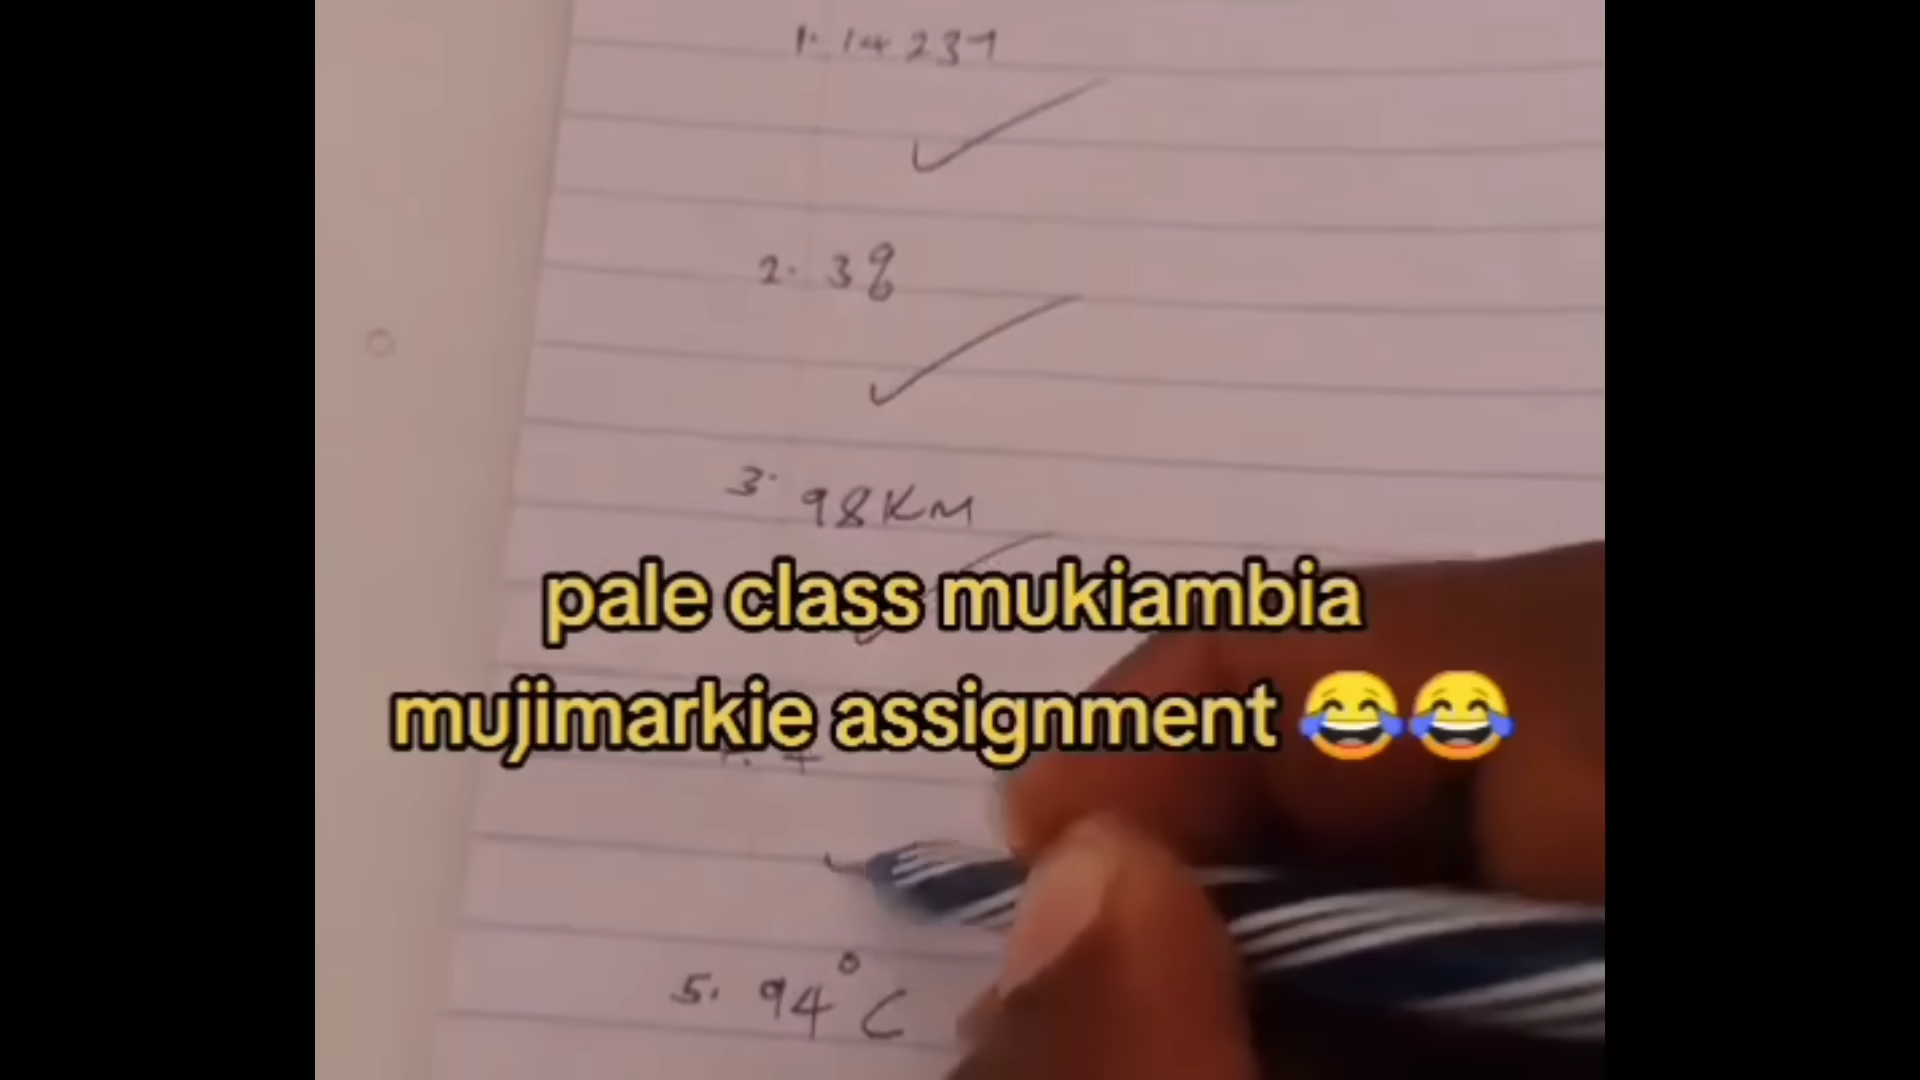 1. 14237
2. 38
3. 98KM
pale class mukiambia
mujimarkie assignment 😂😂
5. 94°C